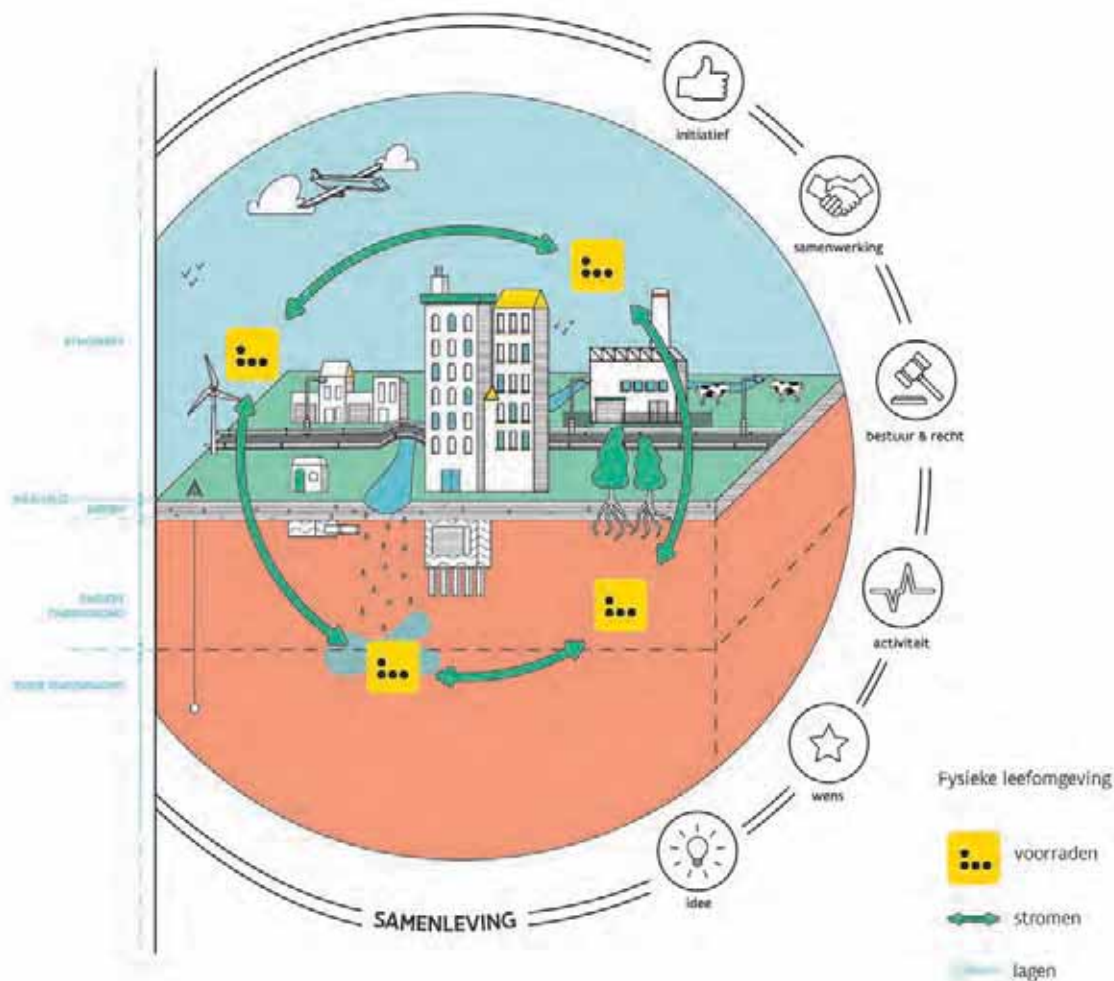 initiatief
samenwerking
bestuur & recht
activiteit
wens
idee
SAMENLEVING
Fysieke leefomgeving
voorraden
stromen
lagen